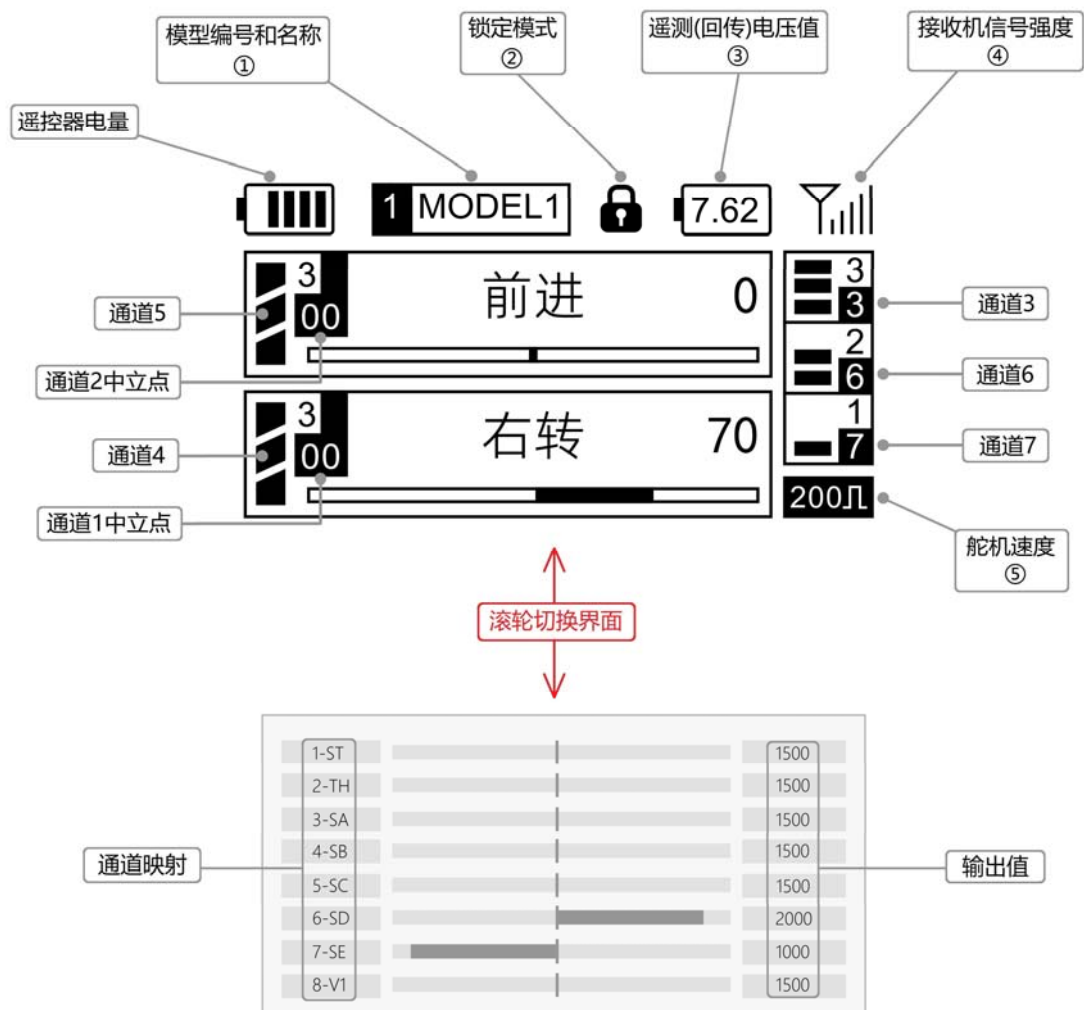 模型编号和名称
①
锁定模式
②
遥测(回传)电压值
③
接收机信号强度
④
遥控器电量
1 MODEL1
7.62
3
00
前进
0
3
3
通道5
通道3
2
6
通道2中立点
通道6
3
00
右转
70
1
7
通道4
通道7
200
通道1中立点
舵机速度
⑤
滚轮切换界面
1-ST
1500
2-TH
1500
3-SA
1500
4-SB
1500
5-SC
1500
6-SD
2000
7-SE
1000
8-V1
1500
通道映射
输出值